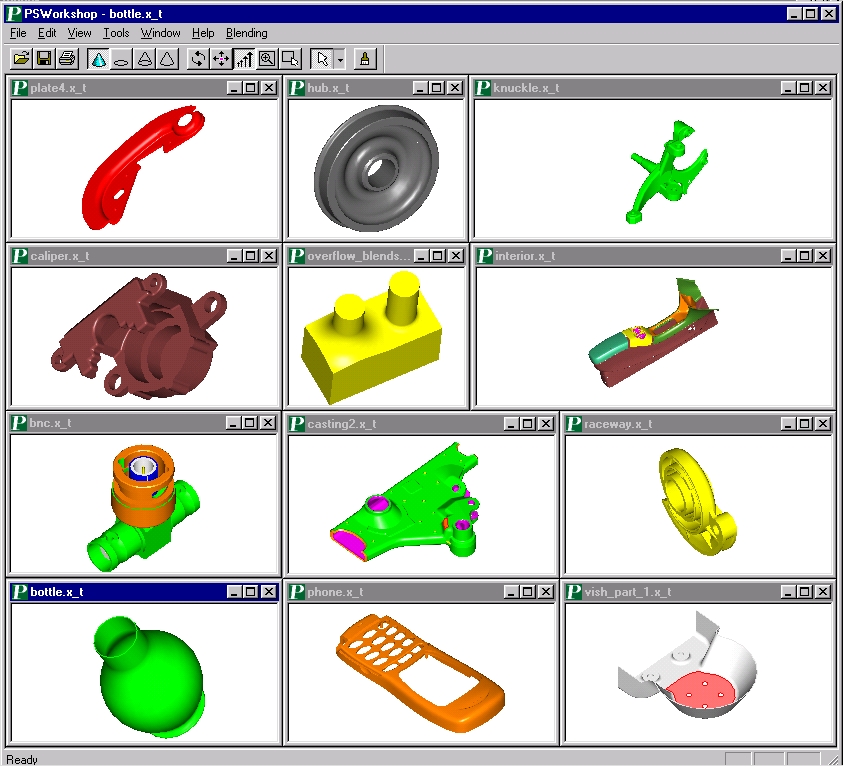 PSWorkshop - bottle.x_t
File Edit View Tools Window Help Blending
plate4.x_t
hub.x_t
knuckle.x_t
caliper.x_t
overflow_blends...
interior.x_t
bnc.x_t
casting2.x_t
raceway.x_t
bottle.x_t
phone.x_t
vish_part_1.x_t
Ready